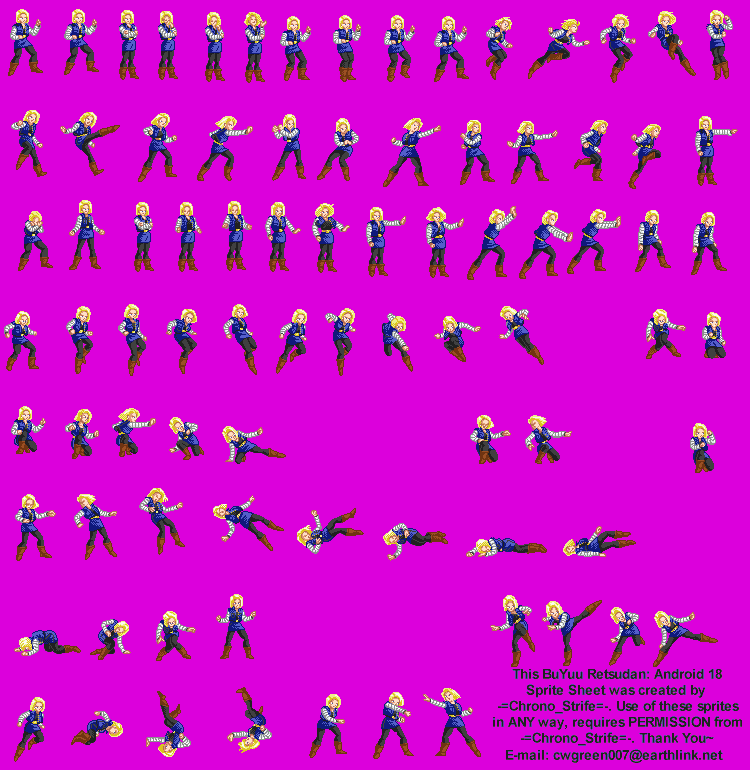 This BuYuu Retsudan: Android 18
Sprite Sheet was created by
-=Chrono_Strife=-. Use of these sprites
in ANY way, requires PERMISSION from
-=Chrono_Strife=-. Thank You~
E-mail: cwgreen007@earthlink.net